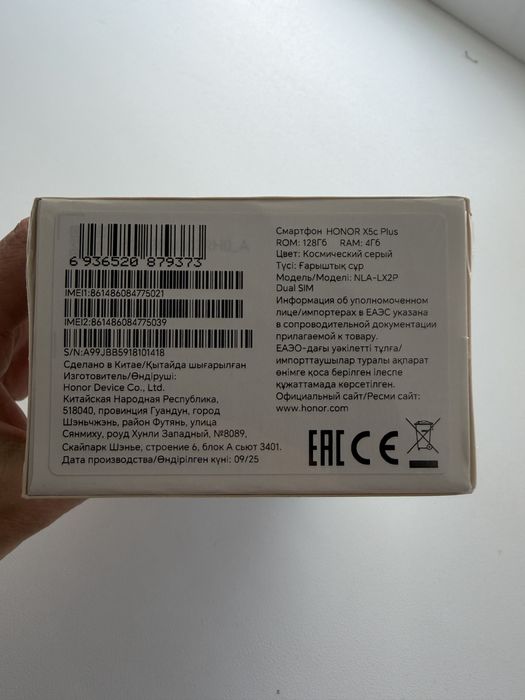 6 936520 879373
IMEI1:861486084775021
IMEI2:861486084775039
S/N:A99JBB5918101418
Сделано в Китае/Қытайда шығарылған
Изготовитель/Өндіруші:
Honor Device Co., Ltd.
Китайская Народная Республика,
518040, провинция Гуандун, город
Шэньчжэнь, район Футянь, улица
Сянмиху, роуд Хунли Западный, №8089,
Скайпарк Шэнье, строение 6, блок А сьют 3401.
Дата производства/Өндірілген күні: 09/25
Смартфон HONOR X5c Plus
ROM: 128Гб RAM: 4Гб
Цвет: Космический серый
Түсі: Ғарыштық сұр
Модель/Моделі: NLA-LX2P
Dual SIM
Информация об уполномоченном
лице/импортерах в ЕАЭС указана
в сопроводительной документации
прилагаемой к товару.
ЕАЭО-дағы уәкілетті тұлға/
импорттаушылар туралы ақпарат
өнімге қоса берілген ілеспе
құжаттамада көрсетілген.
Официальный сайт/Ресми сайт:
www.honor.com
EAC CE